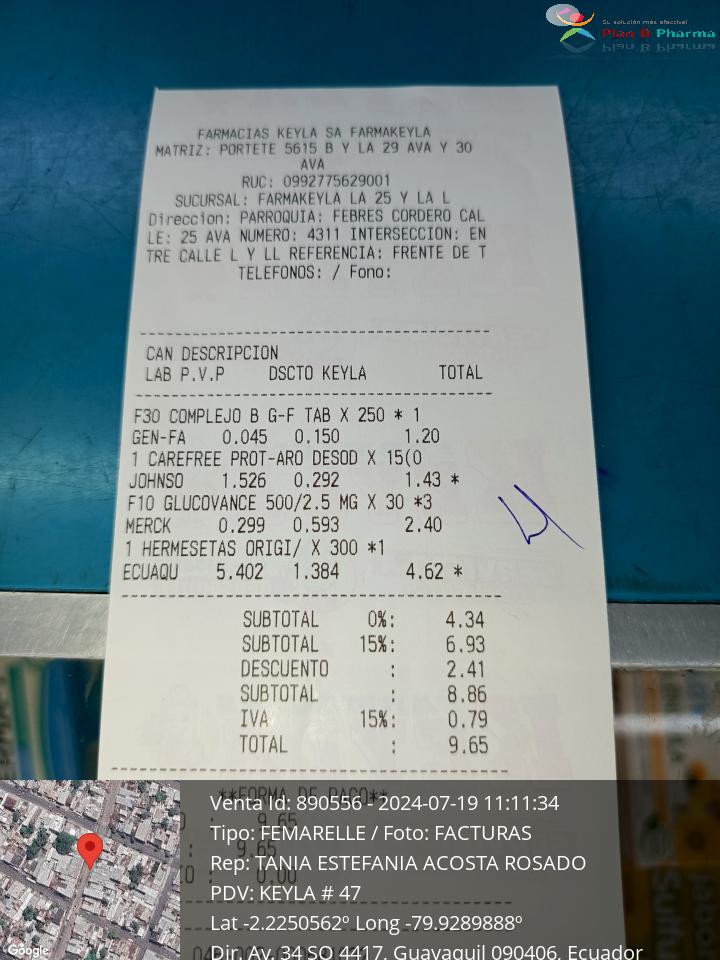 Su solución más efectiva!
Plan B Pharma
FARMACIAS KEYLA SA FARMAKEYLA
MATRIZ: PORTETE 5615 B Y LA 29 AVA Y 30
AVA
RUC: 0992775629001
SUCURSAL: FARMAKEYLA LA 25 Y LA L
Direccion: PARROQUIA: FEBRES CORDERO CAL
LE: 25 AVA NUMERO: 4311 INTERSECCION: EN
TRE CALLE L Y LL REFERENCIA: FRENTE DE T
TELEFONOS: / Fono:
CAN DESCRIPCION
LAB P.V.P DSCTO KEYLA TOTAL
F30 COMPLEJO B G-F TAB X 250 * 1
GEN-FA 0.045 0.150 1.20
1 CAREFREE PROT-ARO DESOD X 15(0
JOHNSO 1.526 0.292 1.43 *
F10 GLUCOVANCE 500/2.5 MG X 30 *3
MERCK 0.299 0.593 2.40
1 HERMESETAS ORIGI/ X 300 *1
ECUAQU 5.402 1.384 4.62 *
SUBTOTAL 0%: 4.34
SUBTOTAL 15%: 6.93
DESCUENTO : 2.41
SUBTOTAL : 8.86
IVA 15%: 0.79
TOTAL : 9.65
**FORMA DE PAGO**
: 9.65
: 9.65
: 0.00
Venta Id: 890556 - 2024-07-19 11:11:34
Tipo: FEMARELLE / Foto: FACTURAS
Rep: TANIA ESTEFANIA ACOSTA ROSADO
PDV: KEYLA # 47
Lat -2.2250562º Long -79.9289888º
Dir. Av. 34 SO 4417, Guayaquil 090406, Ecuador
Google